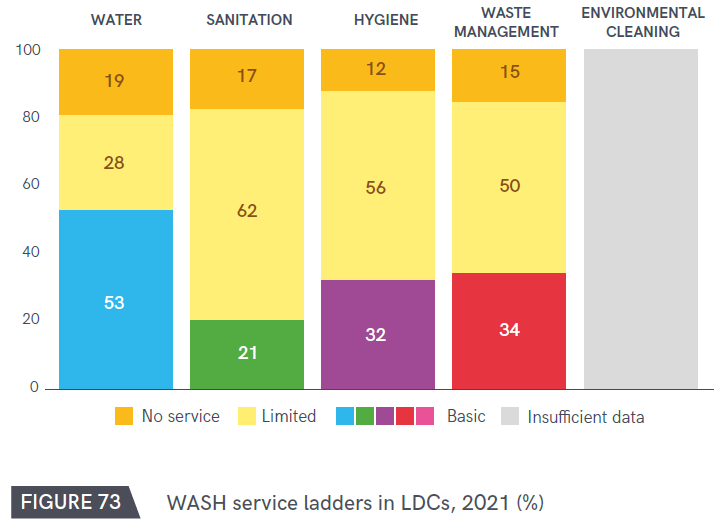 WATER
SANITATION
HYGIENE
WASTE
MANAGEMENT
ENVIRONMENTAL
CLEANING
100
80
60
40
20
0
19
28
53
17
62
21
12
56
32
15
50
34
No service
Limited
Basic
Insufficient data
FIGURE 73
WASH service ladders in LDCs, 2021 (%)